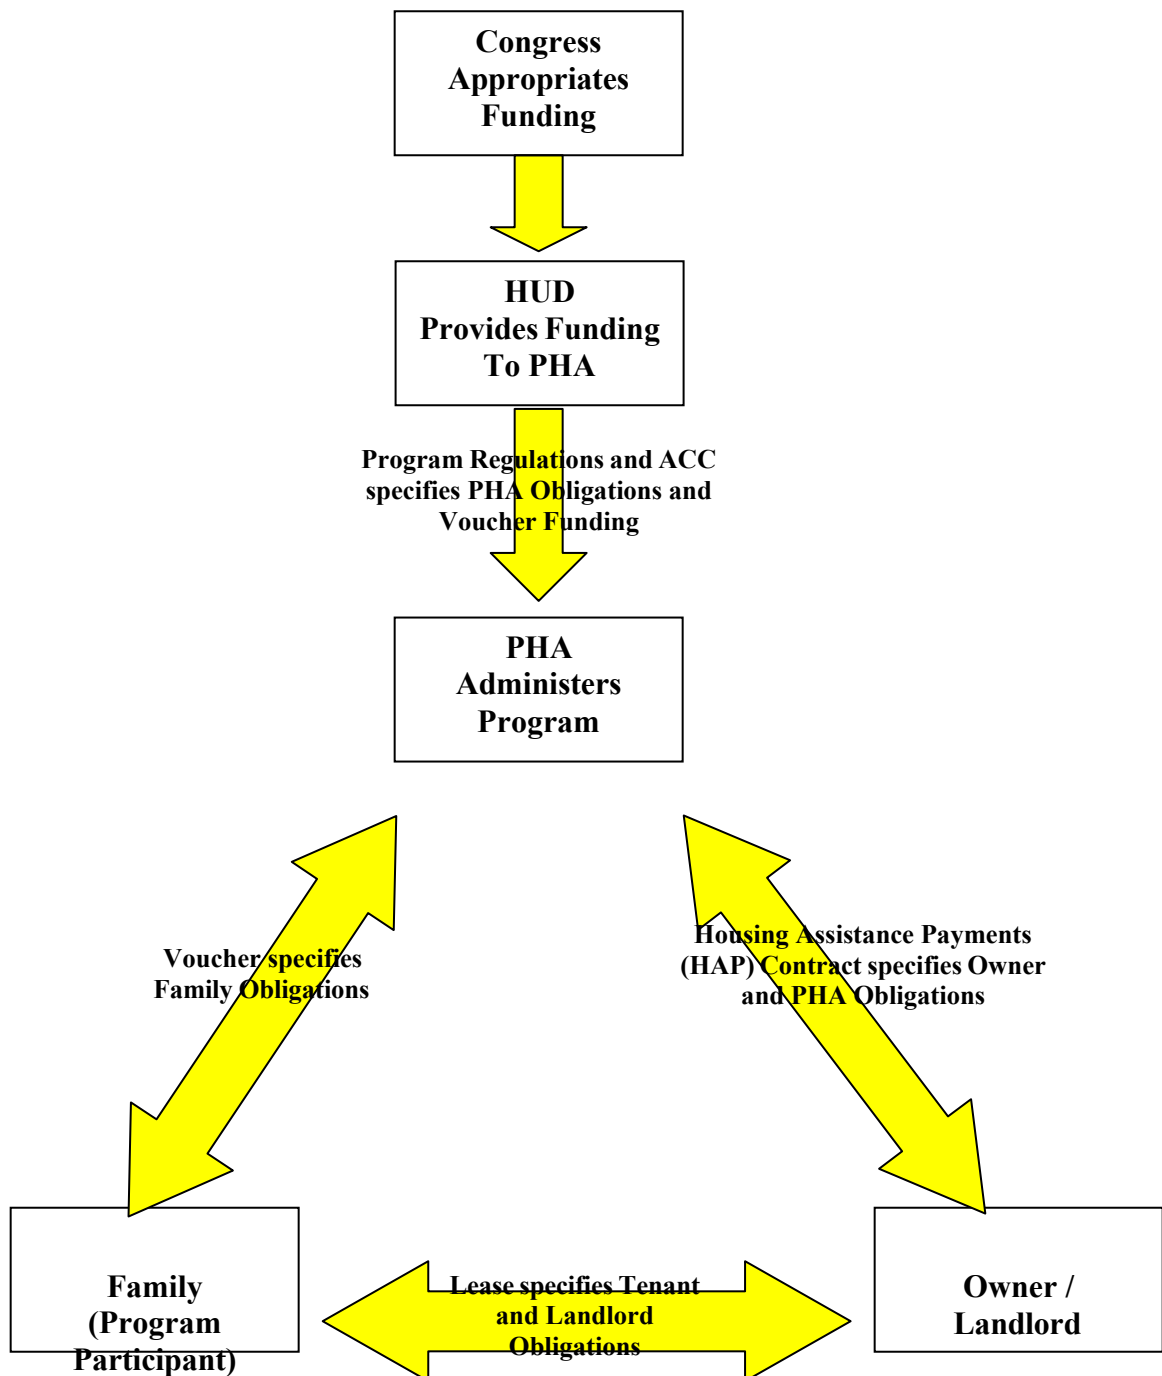 Congress
Appropriates
Funding
HUD
Provides Funding
To PHA
Program Regulations and ACC
specifies PHA Obligations and
Voucher Funding
PHA
Administers
Program
Voucher specifies
Family Obligations
Housing Assistance Payments
(HAP) Contract specifies Owner
and PHA Obligations
Family
(Program
Participant)
Lease specifies Tenant
and Landlord
Obligations
Owner /
Landlord